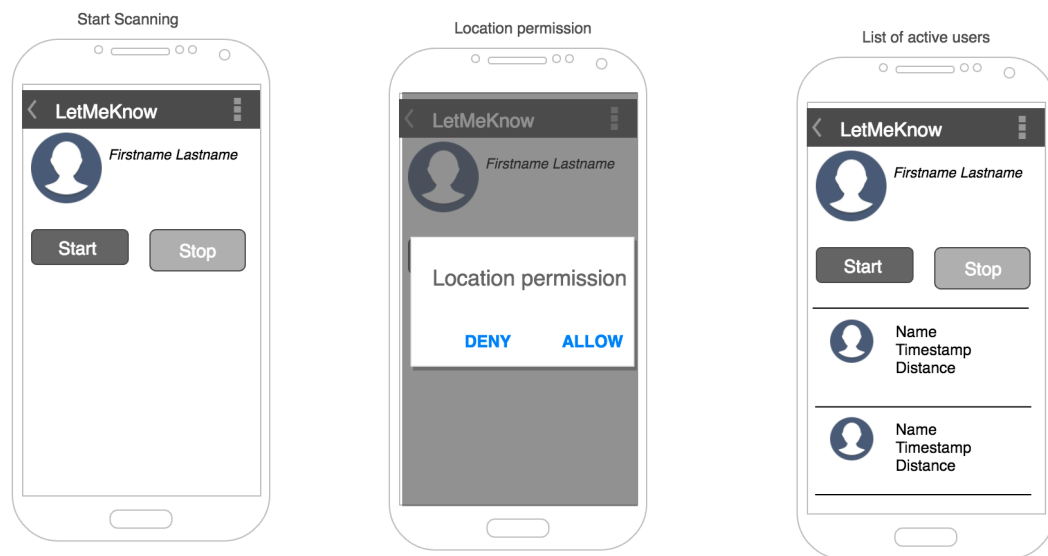 Start Scanning
LetMeKnow
Firstname Lastname
Start Stop
Location permission
LetMeKnow
Firstname Lastname
Location permission
DENY ALLOW
List of active users
LetMeKnow
Firstname Lastname
Start Stop
Name
Timestamp
Distance
Name
Timestamp
Distance